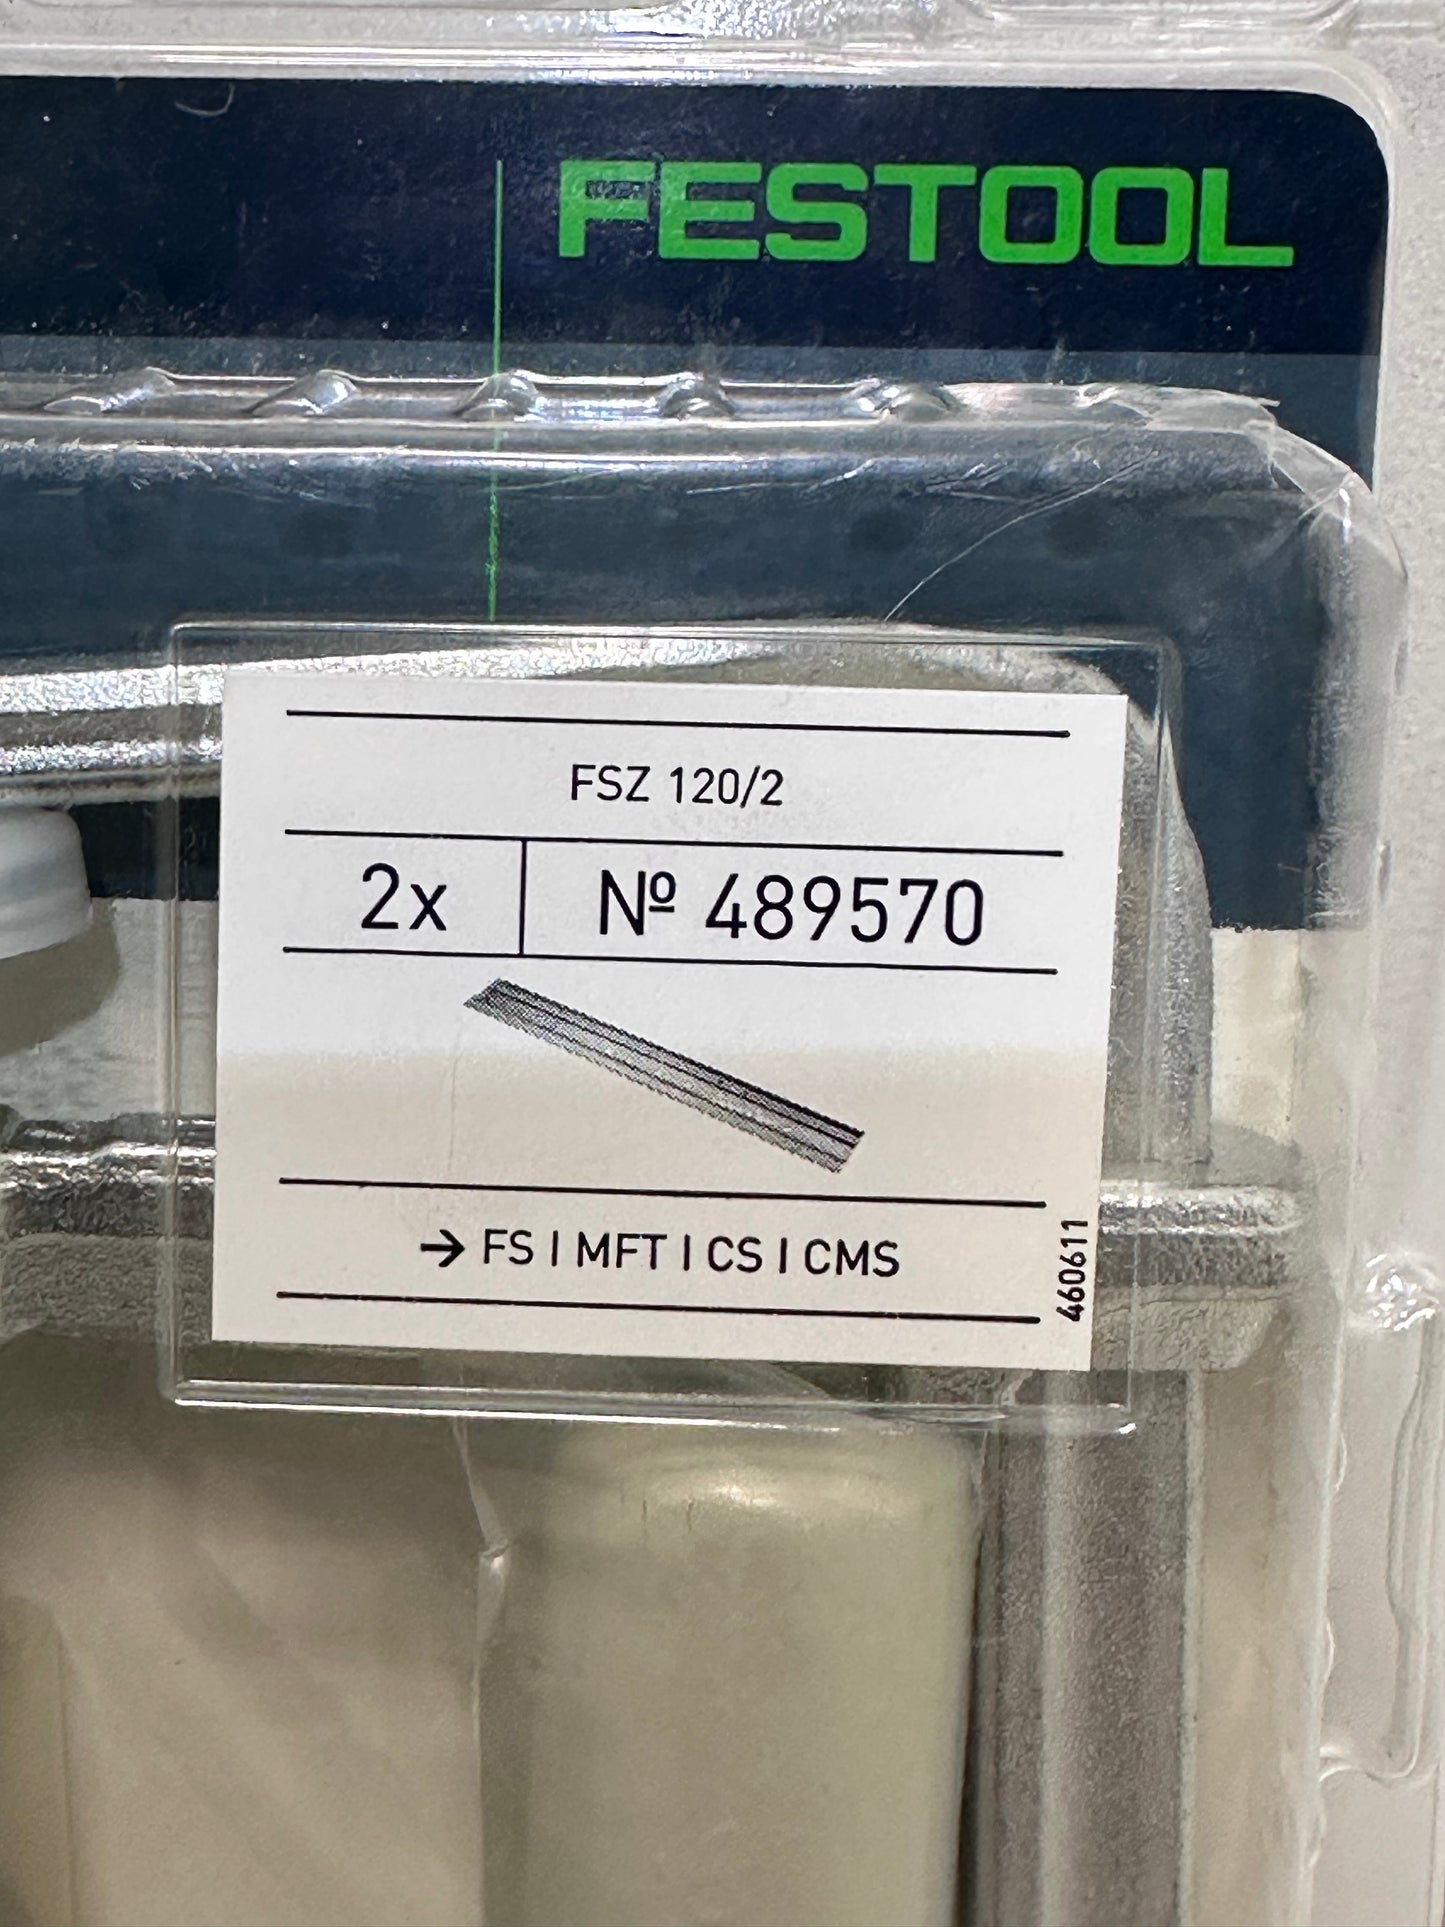 FESTOOL
FSZ 120/2
2x
Nº 489570
→ FS | MFT | CS | CMS
460611